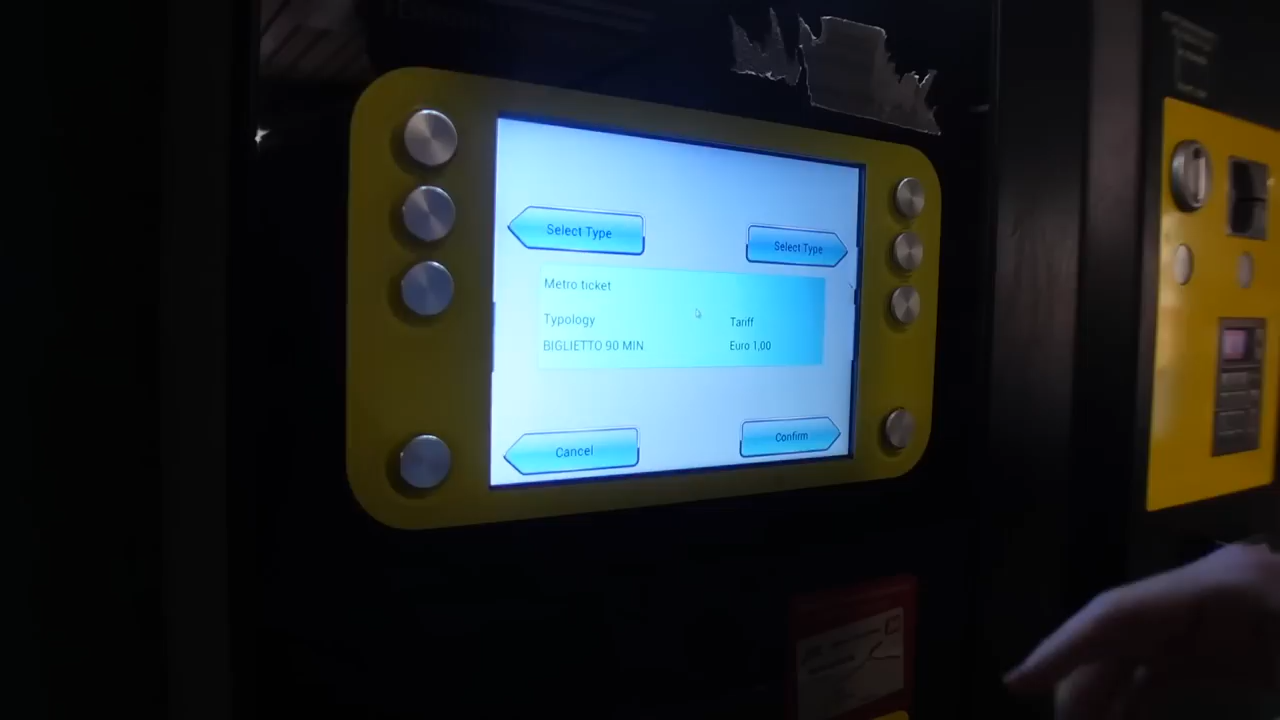 Select Type
Select Type
Metro ticket
Typology
Tariff
BIGLIETTO 90 MIN
Euro 1,00
Cancel
Confirm